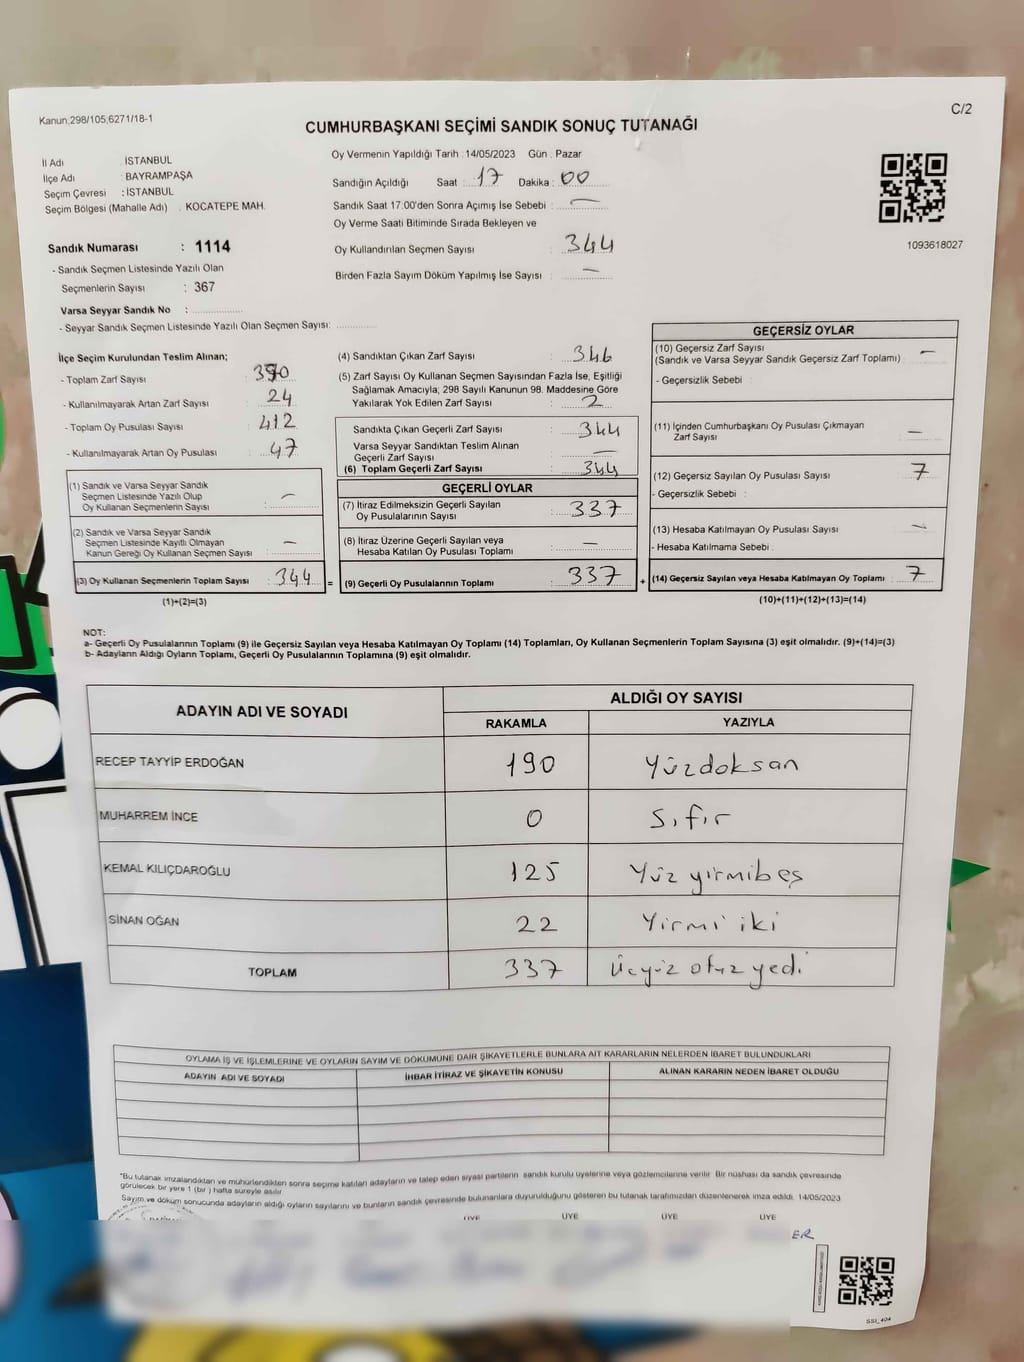 Kanun;298/105,6271/18-1
C/2
CUMHURBAŞKANI SEÇİMİ SANDIK SONUÇ TUTANAĞI
İl Adı : İSTANBUL
İlçe Adı : BAYRAMPAŞA
Seçim Çevresi : İSTANBUL
Seçim Bölgesi (Mahalle Adı) : KOCATEPE MAH.
Sandık Numarası : 1114
- Sandık Seçmen Listesinde Yazılı Olan
Seçmenlerin Sayısı : 367
Varsa Seyyar Sandık No :
- Seyyar Sandık Seçmen Listesinde Yazılı Olan Seçmen Sayısı:
Oy Vermenin Yapıldığı Tarih : 14/05/2023 Gün : Pazar
Sandığın Açıldığı Saat : 17 Dakika : 00
Sandık Saat 17:00'den Sonra Açımış İse Sebebi : —
Oy Verme Saati Bitiminde Sırada Bekleyen ve
Oy Kullandırılan Seçmen Sayısı : 344
Birden Fazla Sayım Döküm Yapılmış İse Sayısı : —
1093618027
İlçe Seçim Kurulundan Teslim Alınan;
- Toplam Zarf Sayısı : 390
- Kullanılmayarak Artan Zarf Sayısı : 24
- Toplam Oy Pusulası Sayısı : 412
- Kullanılmayarak Artan Oy Pusulası : 47
(1) Sandık ve Varsa Seyyar Sandık
Seçmen Listesinde Yazılı Olup
Oy Kullanan Seçmenlerin Sayısı : —
(2) Sandık ve Varsa Seyyar Sandık
Seçmen Listesinde Kayıtlı Olmayan
Kanun Gereği Oy Kullanan Seçmen Sayısı : —
(3) Oy Kullanan Seçmenlerin Toplam Sayısı : 344 =
(1)+(2)=(3)
(4) Sandıktan Çıkan Zarf Sayısı : 346
(5) Zarf Sayısı Oy Kullanan Seçmen Sayısından Fazla İse, Eşitliği
Sağlamak Amacıyla; 298 Sayılı Kanunun 98. Maddesine Göre
Yakılarak Yok Edilen Zarf Sayısı : 2
Sandıkta Çıkan Geçerli Zarf Sayısı : 344
Varsa Seyyar Sandıktan Teslim Alınan
Geçerli Zarf Sayısı : —
(6) Toplam Geçerli Zarf Sayısı : 344
GEÇERLİ OYLAR
(7) İtiraz Edilmeksizin Geçerli Sayılan
Oy Pusulalarının Sayısı : 337
(8) İtiraz Üzerine Geçerli Sayılan veya
Hesaba Katılan Oy Pusulası Toplamı : —
(9) Geçerli Oy Pusulalarının Toplamı : 337 +
GEÇERSİZ OYLAR
(10) Geçersiz Zarf Sayısı
(Sandık ve Varsa Seyyar Sandık Geçersiz Zarf Toplamı) : —
- Geçersizlik Sebebi :
(11) İçinden Cumhurbaşkanı Oy Pusulası Çıkmayan
Zarf Sayısı : —
(12) Geçersiz Sayılan Oy Pusulası Sayısı : 7
- Geçersizlik Sebebi :
(13) Hesaba Katılmayan Oy Pusulası Sayısı : —
- Hesaba Katılmama Sebebi :
(14) Geçersiz Sayılan veya Hesaba Katılmayan Oy Toplamı : 7
(10)+(11)+(12)+(13)=(14)
NOT:
a- Geçerli Oy Pusulalarının Toplamı (9) ile Geçersiz Sayılan veya Hesaba Katılmayan Oy Toplamı (14) Toplamları, Oy Kullanan Seçmenlerin Toplam Sayısına (3) eşit olmalıdır. (9)+(14)=(3)
b- Adayların Aldığı Oyların Toplamı, Geçerli Oy Pusulalarının Toplamına (9) eşit olmalıdır.
ADAYIN ADI VE SOYADI ALDIĞI OY SAYISI
RAKAMLA YAZIYLA
RECEP TAYYİP ERDOĞAN 190 Yüzdoksan
MUHARREM İNCE 0 Sıfır
KEMAL KILIÇDAROĞLU 125 Yüz yirmibeş
SİNAN OĞAN 22 Yirmi iki
TOPLAM 337 Üçyüz otuz yedi
OYLAMA İŞ VE İŞLEMLERİNE VE OYLARIN SAYIM VE DÖKÜMÜNE DAİR ŞİKAYETLERLE BUNLARA AİT KARARLARIN NELERDEN İBARET BULUNDUKLARI
ADAYIN ADI VE SOYADI İHBAR İTİRAZ VE ŞİKAYETİN KONUSU ALINAN KARARIN NEDEN İBARET OLDUĞU
*Bu tutanak imzalandıktan ve mühürlendikten sonra seçime katılan adayların ve talep eden siyasi partilerin sandık kurulu üyelerine veya gözlemcilerine verilir. Bir nüshası da sandık çevresinde
görülecek bir yere 1 (bir) hafta süreyle asılır.
Sayım ve döküm sonucunda adayların aldığı oyların sayılarını ve bunların sandık çevresinde bulunanlara duyurulduğunu gösteren bu tutanak tarafımızdan düzenlenerek imza edildi. 14/05/2023
ÜYE ÜYE ÜYE ÜYE
ER
SSI_404